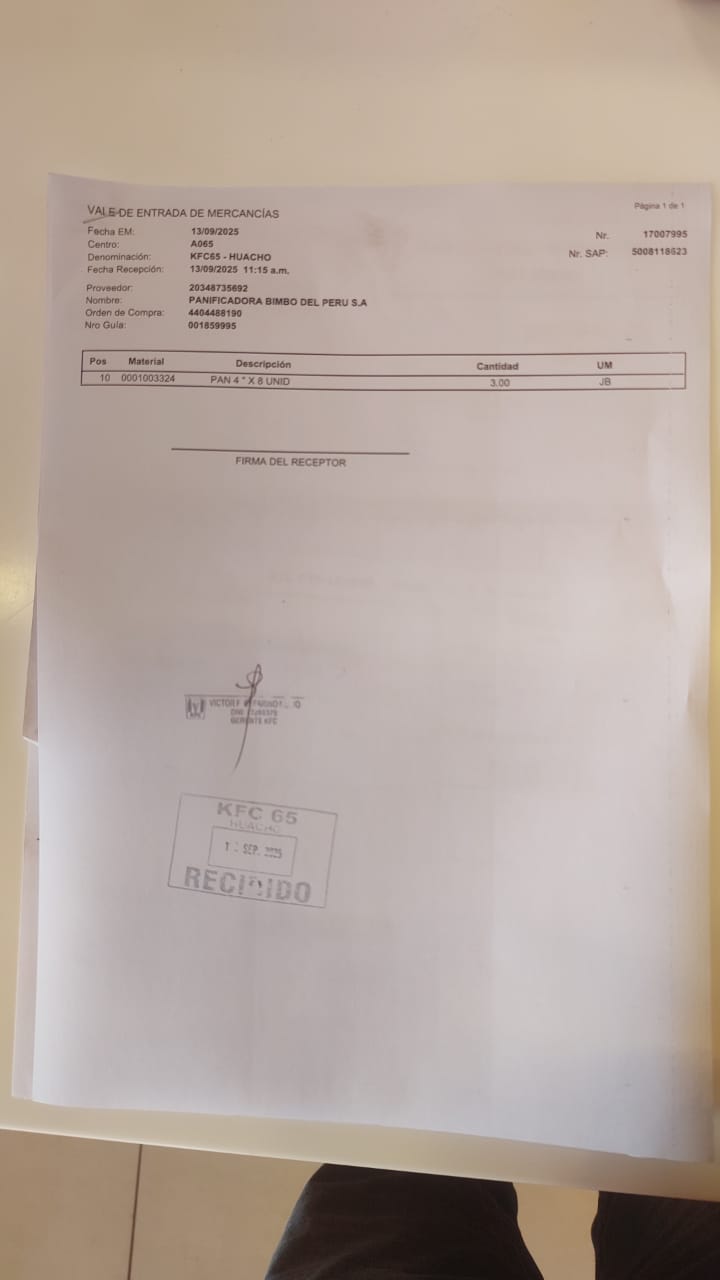 VALE DE ENTRADA DE MERCANCÍAS
Página 1 de 1
Fecha EM: 13/09/2025
Nr. 17007995
Centro: A065
Denominación: KFC65 - HUACHO
Nr. SAP: 5008118623
Fecha Recepción: 13/09/2025 11:15 a.m.
Proveedor: 20348735692
Nombre: PANIFICADORA BIMBO DEL PERU S.A
Orden de Compra: 4404488190
Nro Guía: 001859995
Pos Material Descripción Cantidad UM
10 0001003324 PAN 4 " X 8 UNID 3.00 JB
FIRMA DEL RECEPTOR
VICTOR
GERENTE KFC
KFC 65
HUACHO
SEP. 2025
RECIBIDO